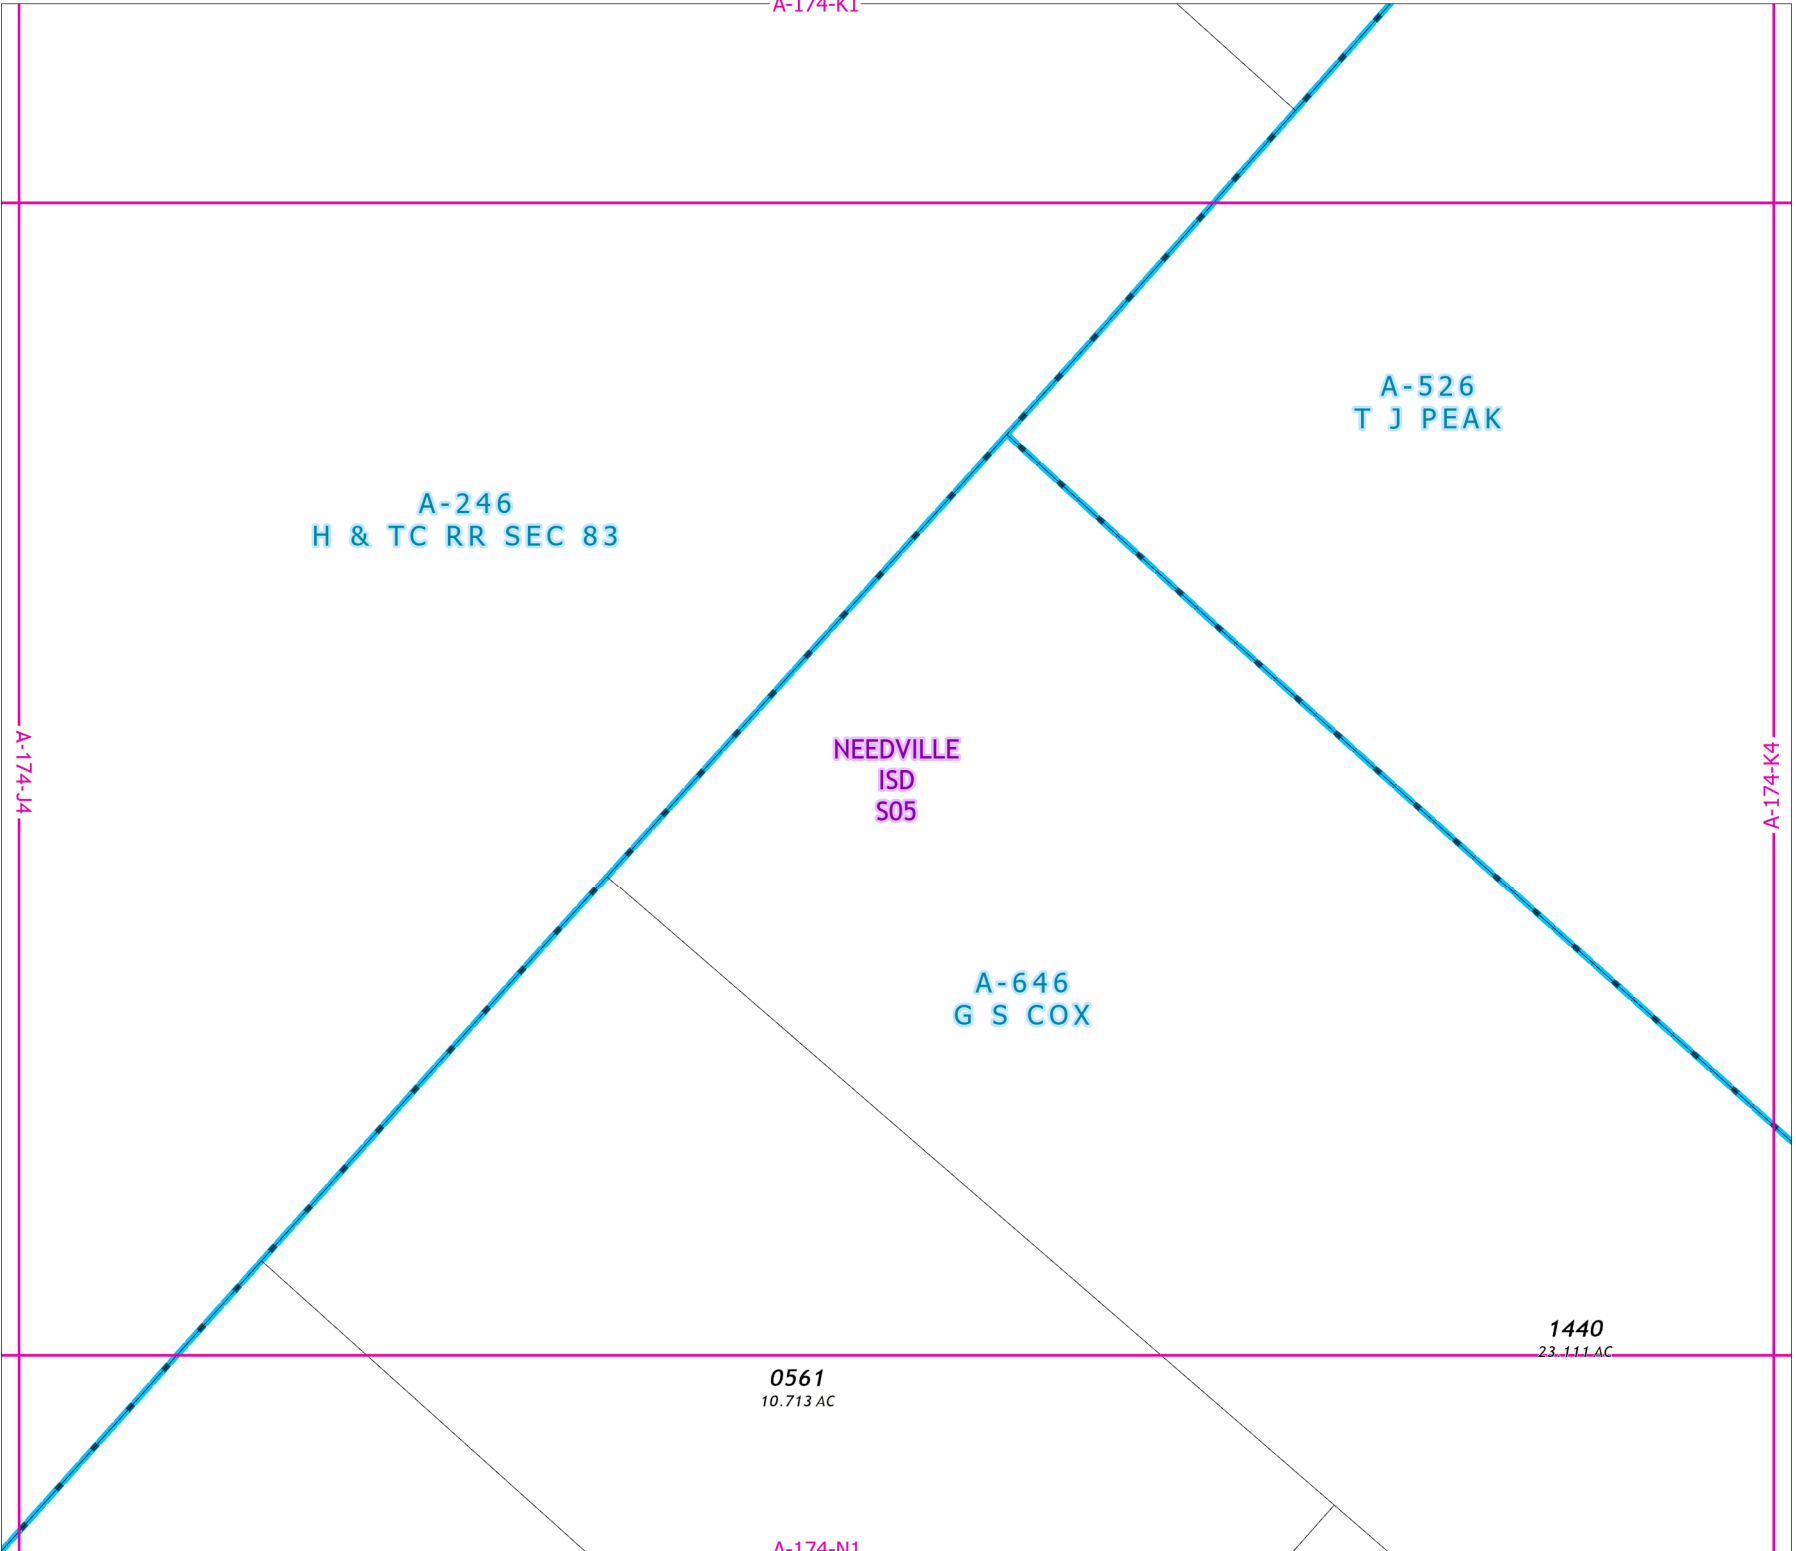 A-174-K1
A-526
T J PEAK
A-246
H & TC RR SEC 83
NEEDVILLE
ISD
S05
A-174-J4
A-174-K4
A-646
G S COX
1440
23.111 AC
0561
10.713 AC
A-174-N1